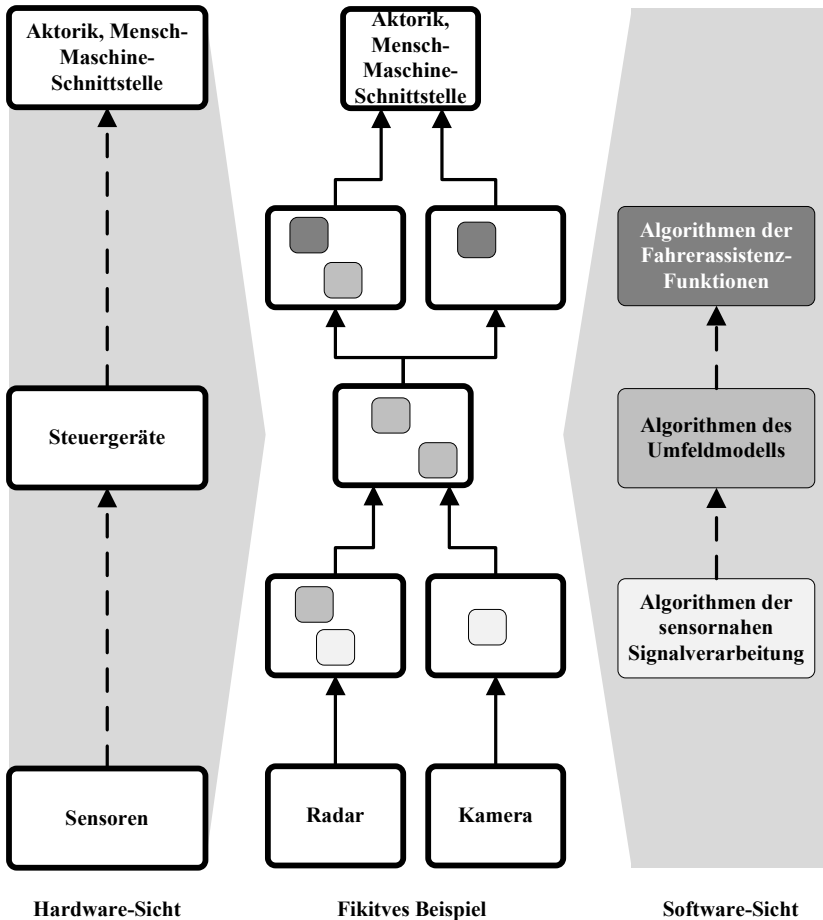 Aktorik, Mensch-
Maschine-
Schnittstelle
Steuergeräte
Sensoren
Hardware-Sicht
Aktorik,
Mensch-
Maschine-
Schnittstelle
Radar
Kamera
Fikitves Beispiel
Algorithmen der
Fahrerassistenz-
Funktionen
Algorithmen des
Umfeldmodells
Algorithmen der
sensornahen
Signalverarbeitung
Software-Sicht